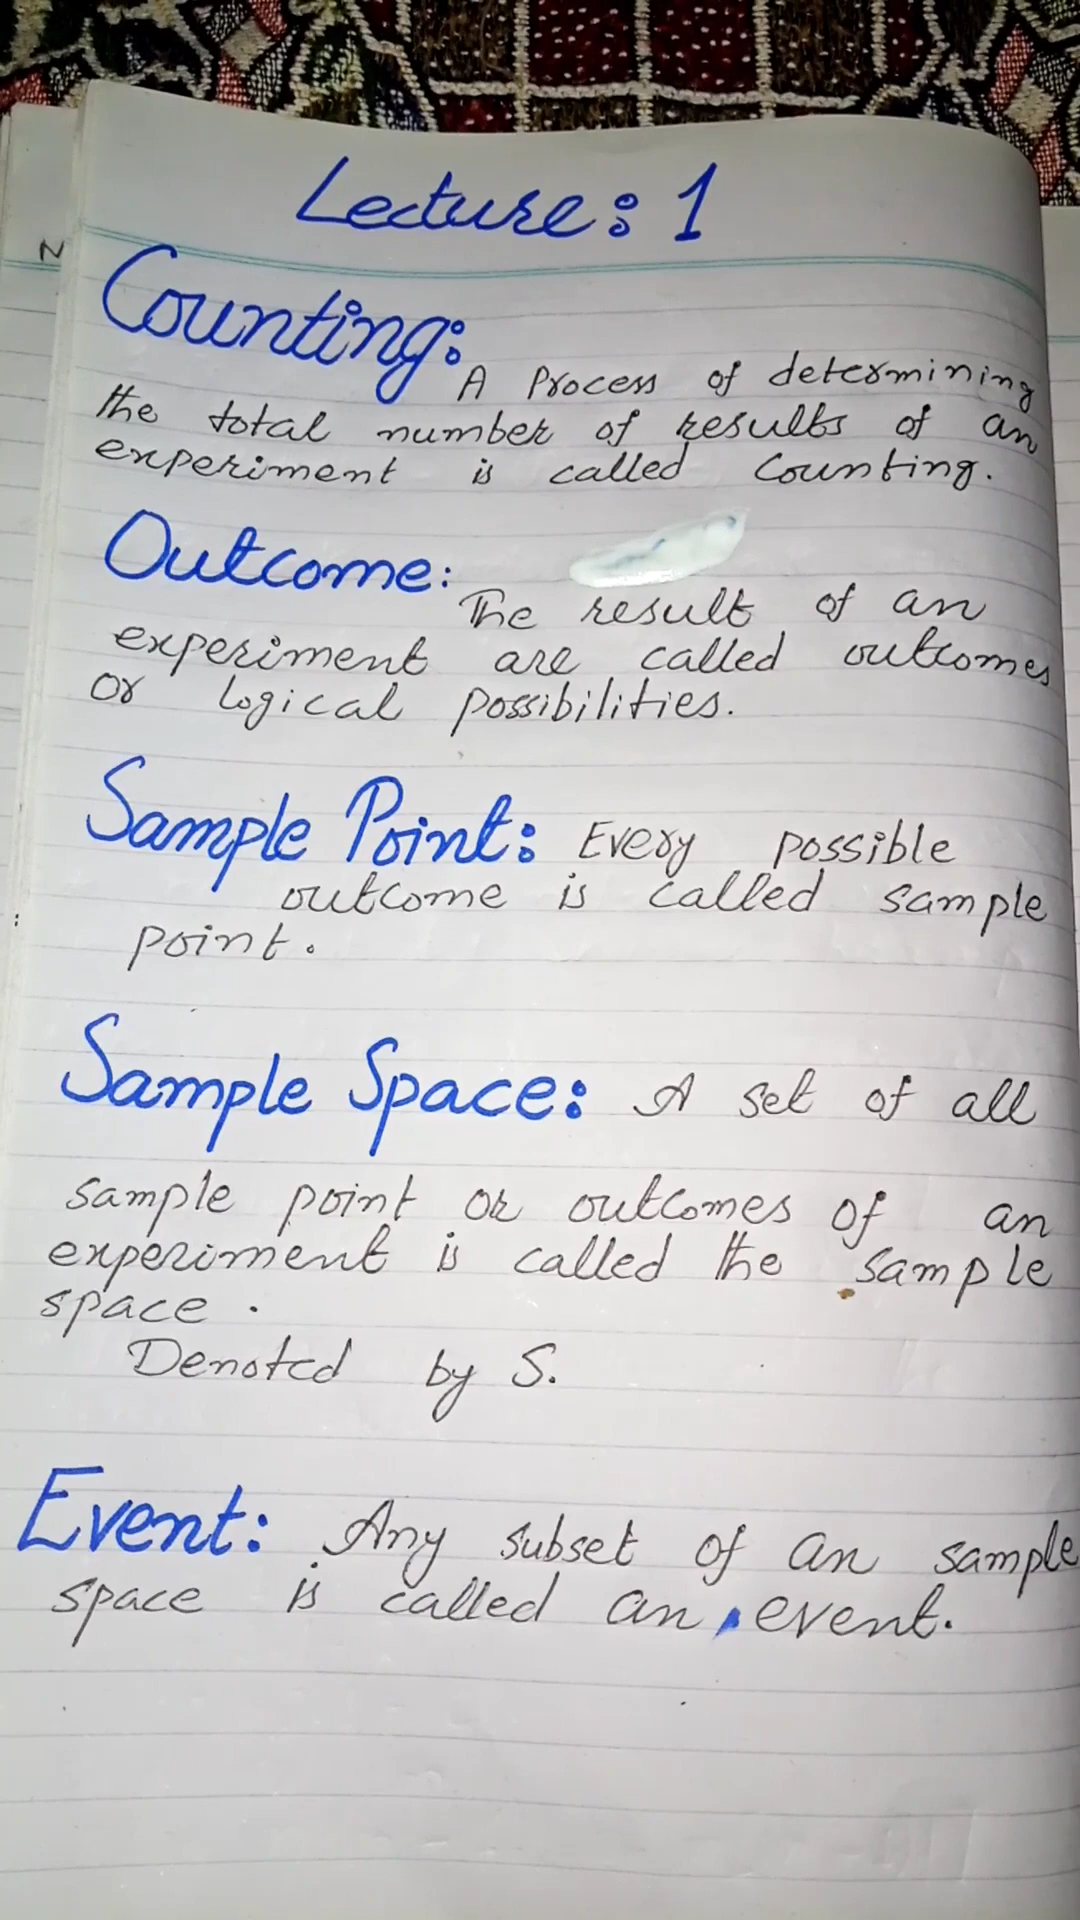 Lecture: 1
N
Counting:
A Process of determining
the total number of results of an
experiment is called Counting.
Outcome:
The result of an
experiment are called outcomes
or logical possibilities.
Sample Point: Every possible
outcome is called sample
point.
Sample Space: A set of all
sample point or outcomes of an
experiment is called the sample
space.
Denoted by S.
Event: Any subset of an sample
space is called an event.